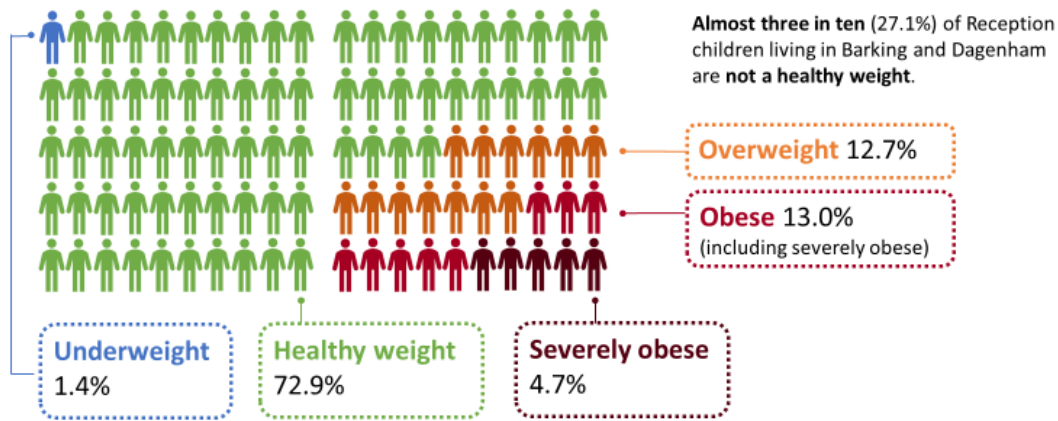 Almost three in ten (27.1%) of Reception
children living in Barking and Dagenham
are not a healthy weight.
Overweight 12.7%
Obese 13.0%
(including severely obese)
Underweight
1.4%
Healthy weight
72.9%
Severely obese
4.7%